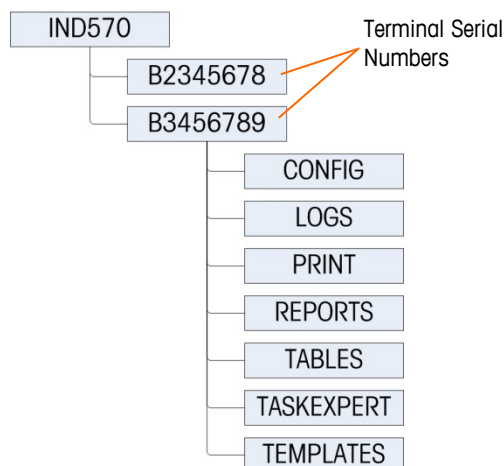 IND570
Terminal Serial
Numbers
B2345678
B3456789
CONFIG
LOGS
PRINT
REPORTS
TABLES
TASKEXPERT
TEMPLATES